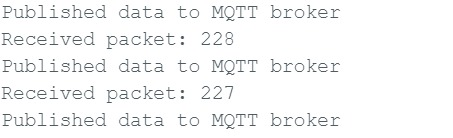 Published data to MQTT broker
Received packet: 228
Published data to MQTT broker
Received packet: 227
Published data to MQTT broker